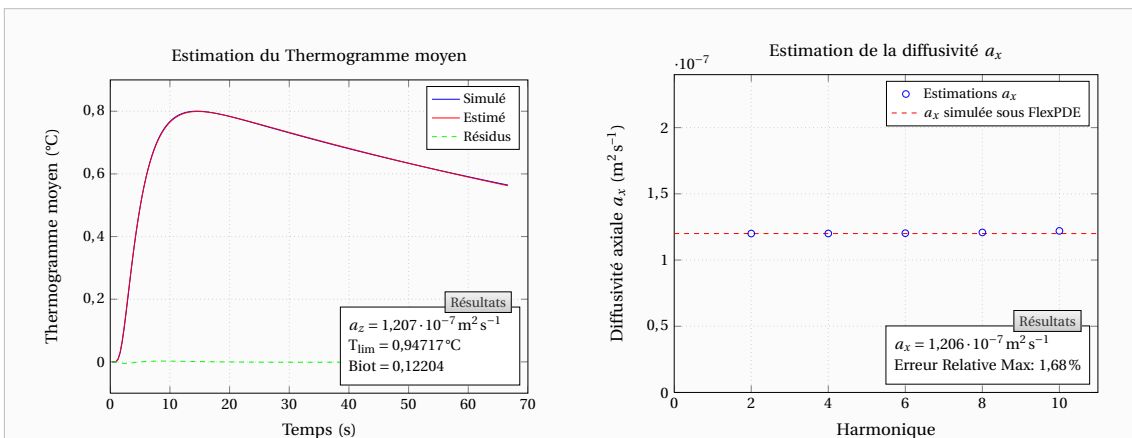 Estimation du Thermogramme moyen
Thermogramme moyen (°C)
0,8
0,6
0,4
0,2
0
Simulé
Estimé
Résidus
Résultats
a_z = 1,207 · 10⁻⁷ m² s⁻¹
T_lim = 0,94717 °C
Biot = 0,12204
0 10 20 30 40 50 60 70
Temps (s)
Estimation de la diffusivité a_x
·10⁻⁷
Diffusivité axiale a_x (m² s⁻¹)
2
1,5
1
0,5
0
Estimations a_x
a_x simulée sous FlexPDE
Résultats
a_x = 1,206 · 10⁻⁷ m² s⁻¹
Erreur Relative Max: 1,68 %
0 2 4 6 8 10
Harmonique